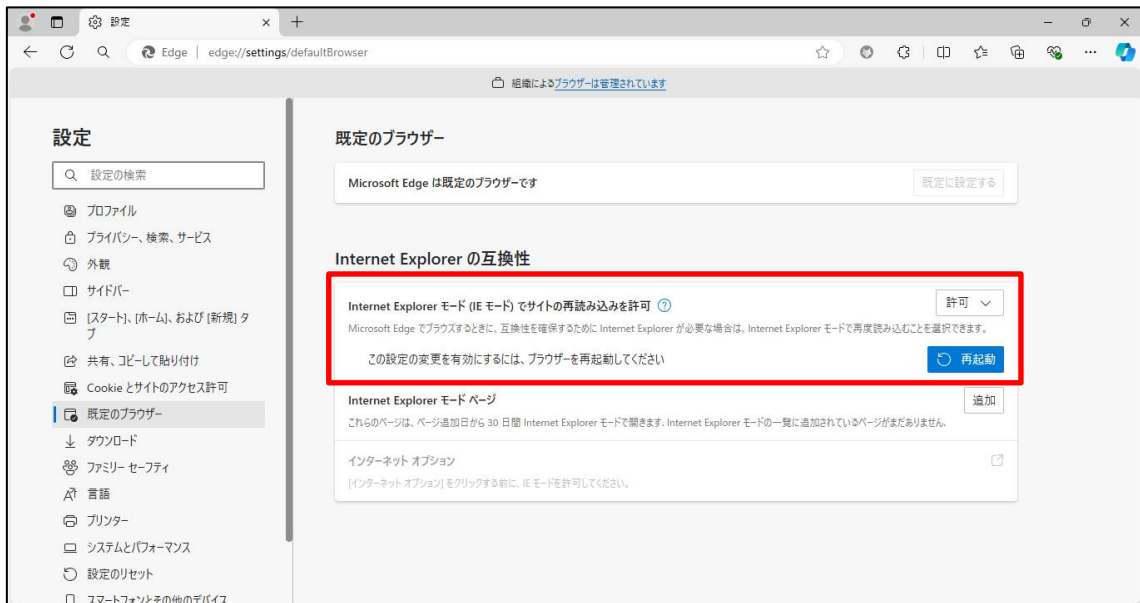 設定
Edge edge://settings/defaultBrowser
組織によるブラウザーは管理されています
設定
設定の検索
プロファイル
プライバシー、検索、サービス
外観
サイドバー
[スタート]、[ホーム]、および [新規] タ
ブ
共有、コピーして貼り付け
Cookie とサイトのアクセス許可
既定のブラウザー
ダウンロード
ファミリー セーフティ
言語
プリンター
システムとパフォーマンス
設定のリセット
スマートフォンとその他のデバイス
既定のブラウザー
Microsoft Edge は既定のブラウザーです
既定に設定する
Internet Explorer の互換性
Internet Explorer モード (IE モード) でサイトの再読み込みを許可
許可
Microsoft Edge でブラウズするときに、互換性を確保するために Internet Explorer が必要な場合は、Internet Explorer モードで再度読み込むことを選択できます。
この設定の変更を有効にするには、ブラウザーを再起動してください
再起動
Internet Explorer モード ページ
追加
これらのページは、ページ追加日から 30 日間 Internet Explorer モードで開きます. Internet Explorer モードの一覧に追加されているページがまだありません.
インターネット オプション
[インターネット オプション] をクリックする前に、IE モードを許可してください。